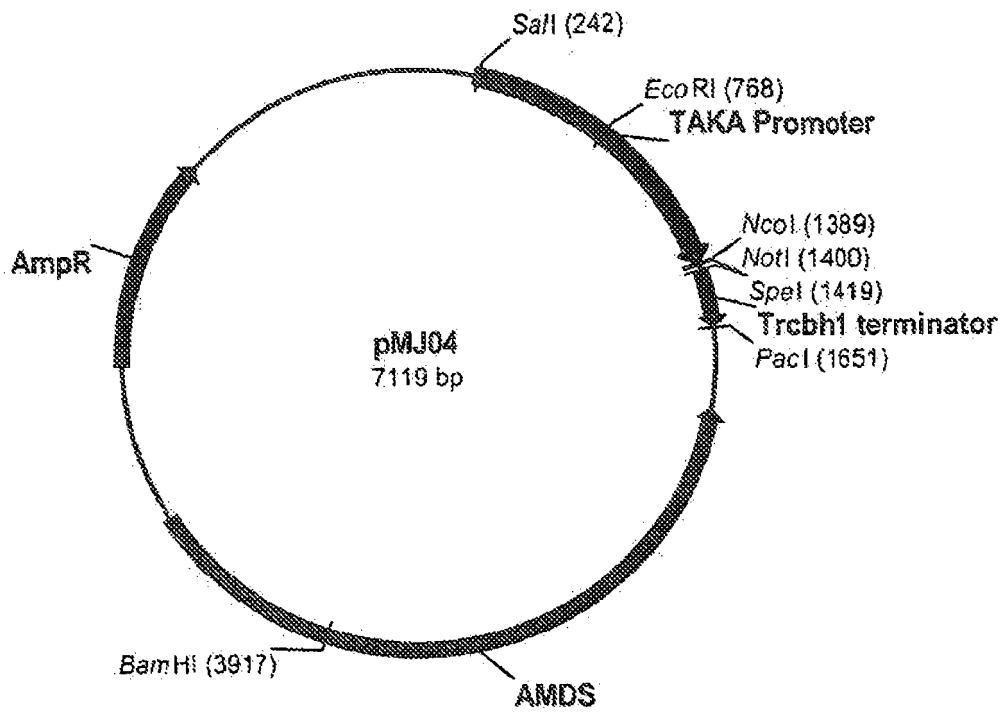 SalI (242)
EcoRI (768)
TAKA Promoter
NcoI (1389)
NotI (1400)
SpeI (1419)
Trcbh1 terminator
PacI (1651)
AmpR
pMJ04
7119 bp
BamHI (3917)
AMDS